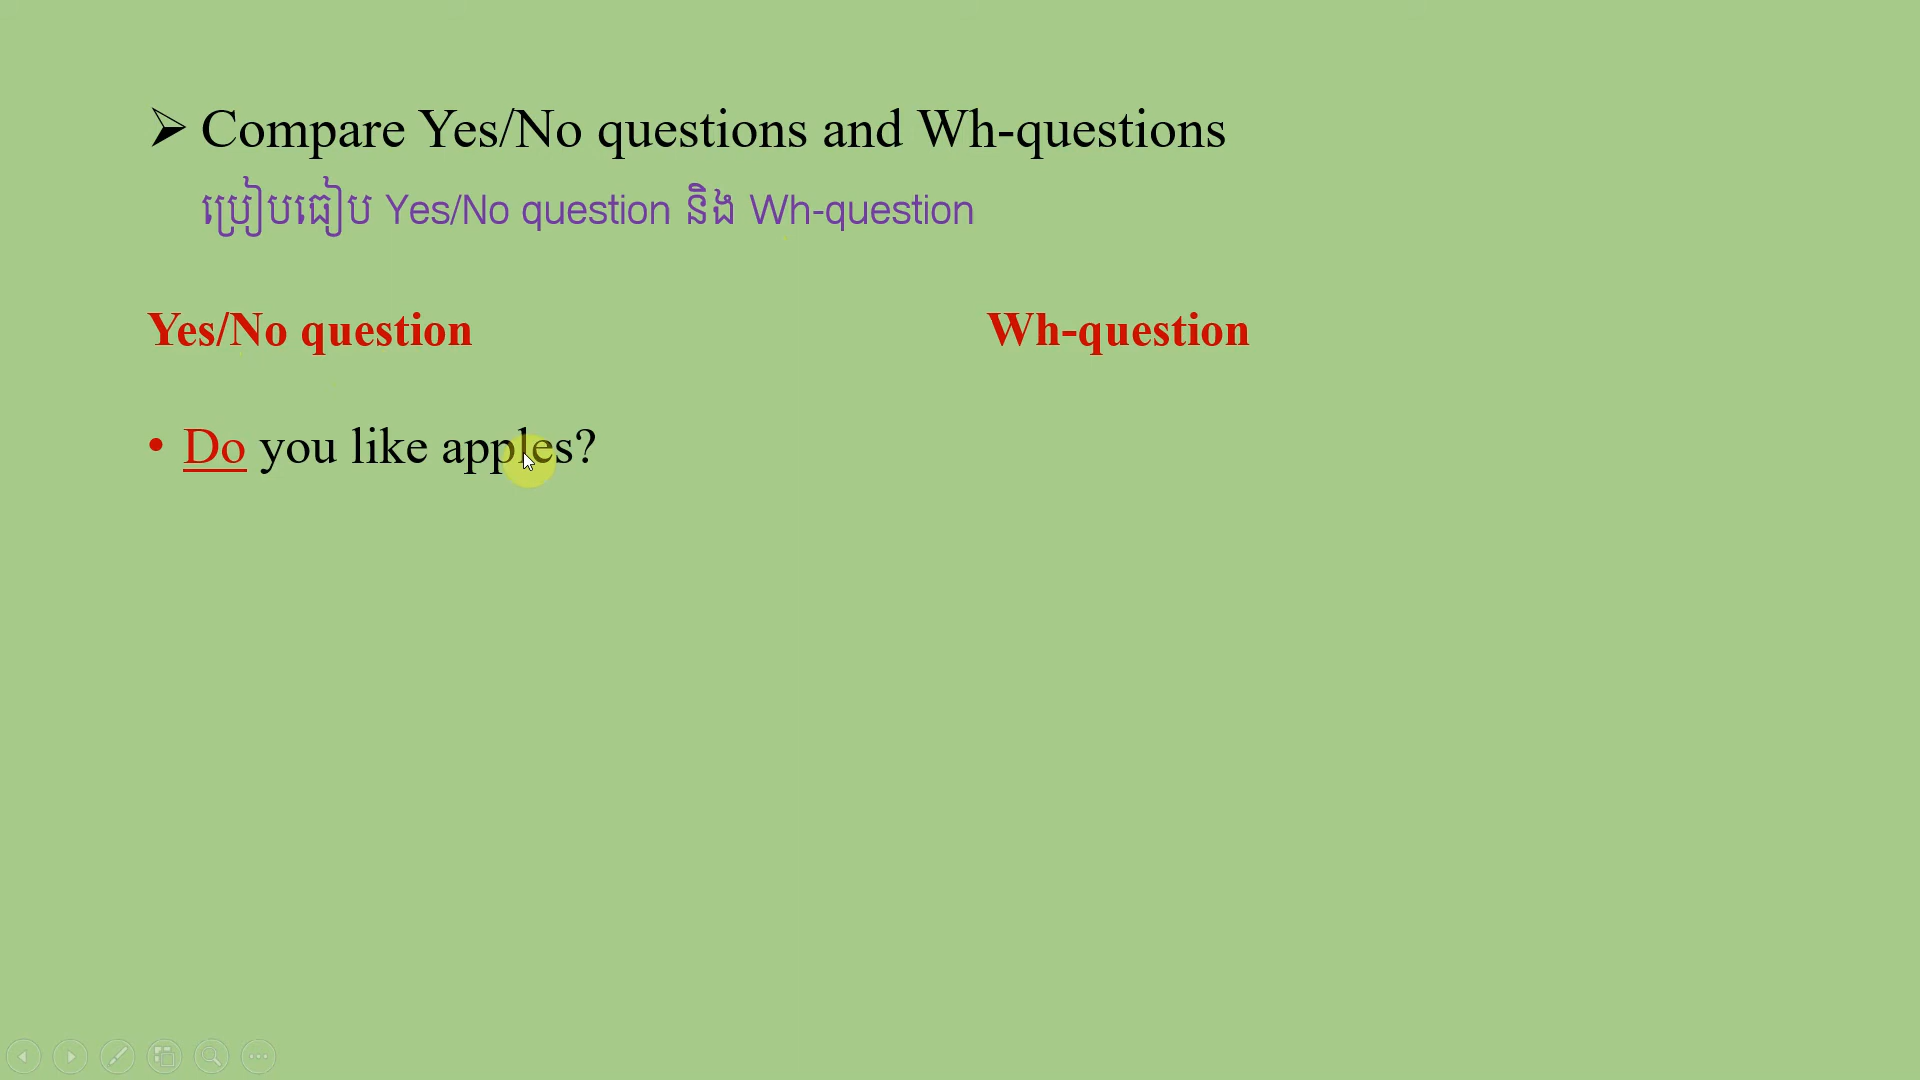 ➢ Compare Yes/No questions and Wh-questions
ប្រៀបធៀប Yes/No question និង Wh-question
Yes/No question
Wh-question
• Do you like apples?